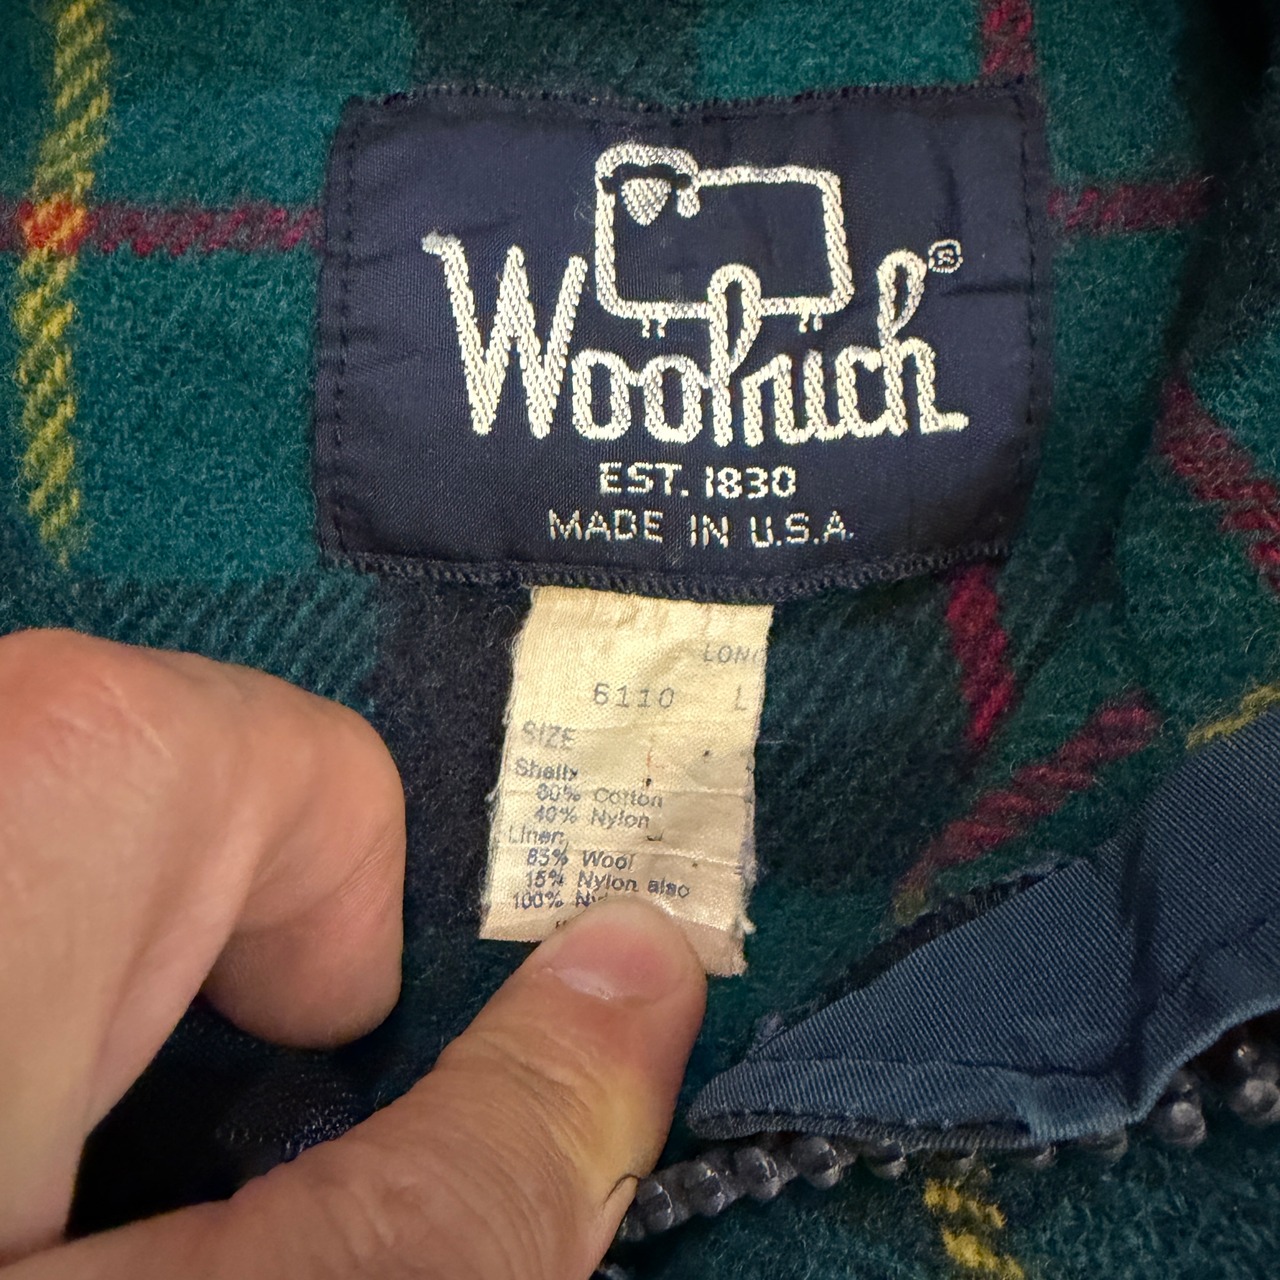 Woolrich®
EST. 1830
MADE IN U.S.A.
LONG
6110 L
SIZE
Shell:
60% Cotton
40% Nylon
Linen,
85% Wool
15% Nylon also
100%